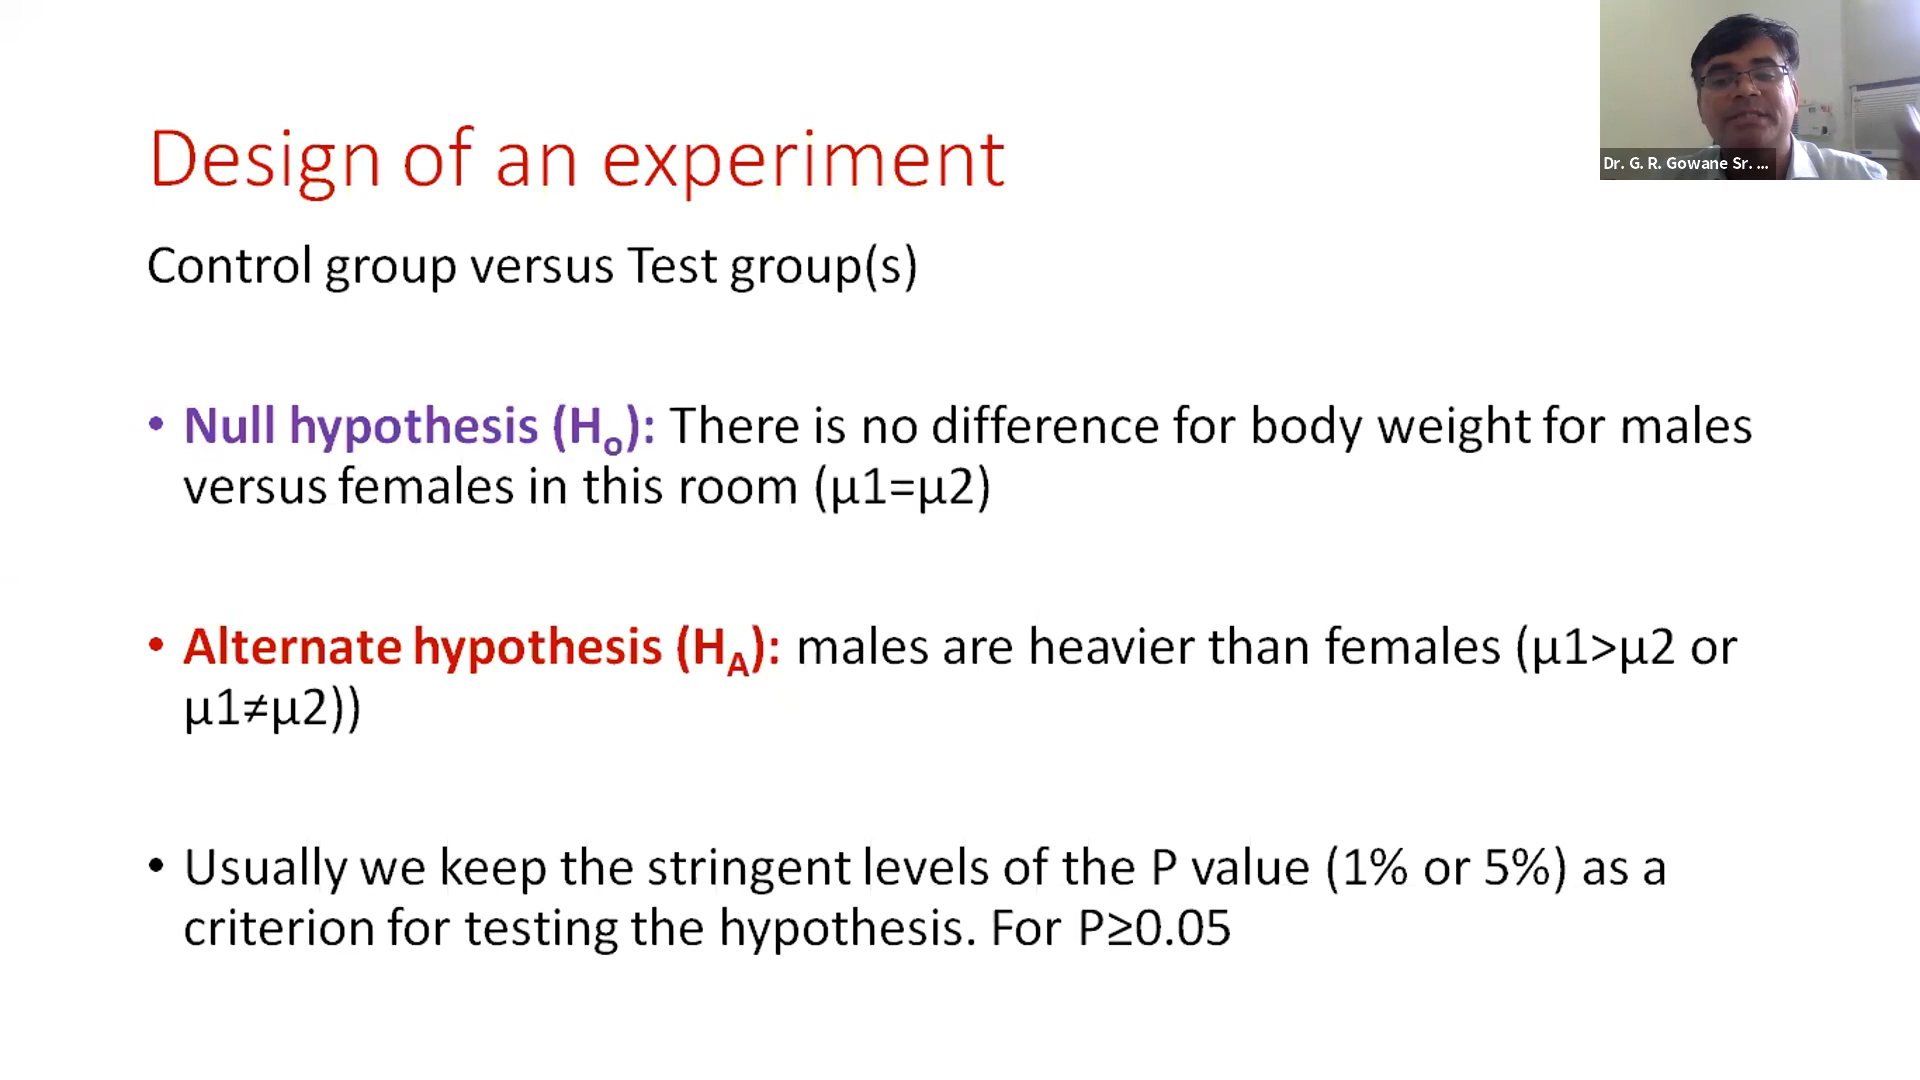 Design of an experiment
Dr. G. R. Gowane Sr. ...
Control group versus Test group(s)
• Null hypothesis (Ho): There is no difference for body weight for males
versus females in this room (µ1=µ2)
• Alternate hypothesis (HA): males are heavier than females (µ1>µ2 or
µ1≠µ2))
• Usually we keep the stringent levels of the P value (1% or 5%) as a
criterion for testing the hypothesis. For P≥0.05